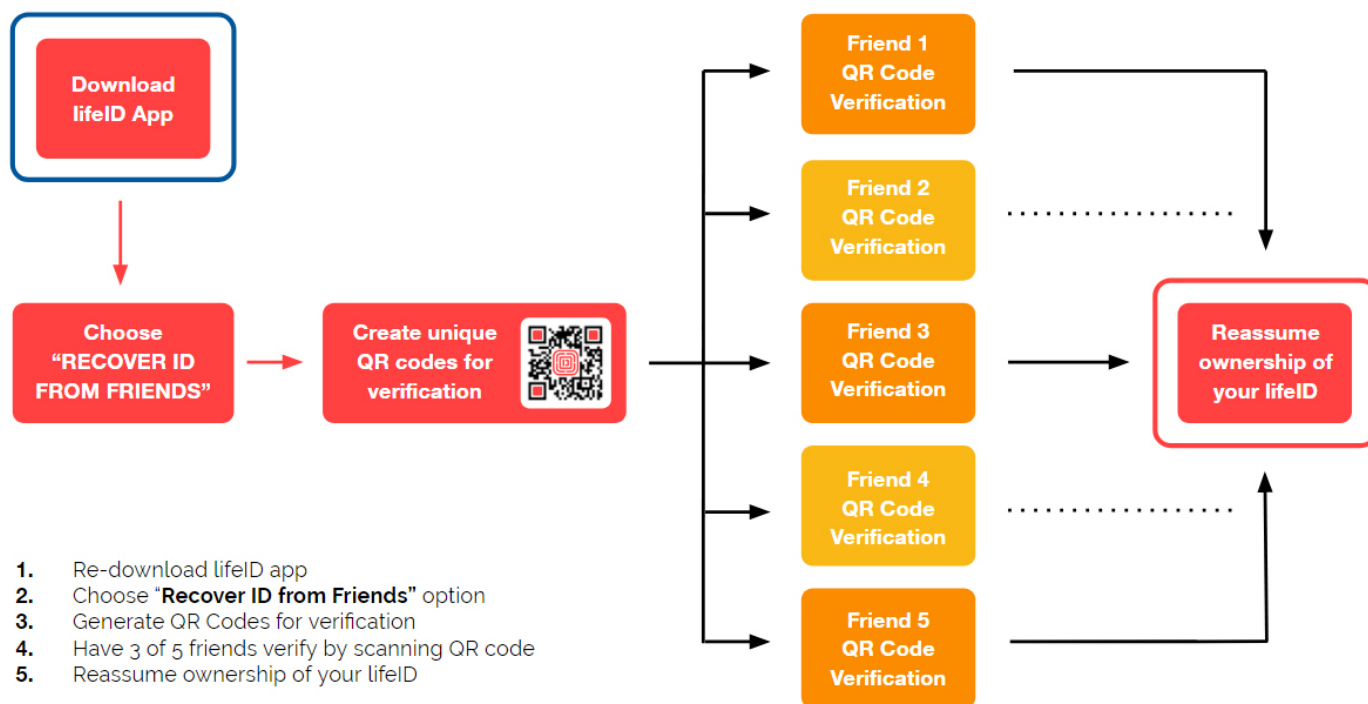 Download
lifeID App
Choose
“RECOVER ID
FROM FRIENDS”
Create unique
QR codes for
verification
Friend 1
QR Code
Verification
Friend 2
QR Code
Verification
Friend 3
QR Code
Verification
Friend 4
QR Code
Verification
Friend 5
QR Code
Verification
Reassume
ownership of
your lifeID
1. Re-download lifeID app
2. Choose “Recover ID from Friends” option
3. Generate QR Codes for verification
4. Have 3 of 5 friends verify by scanning QR code
5. Reassume ownership of your lifeID